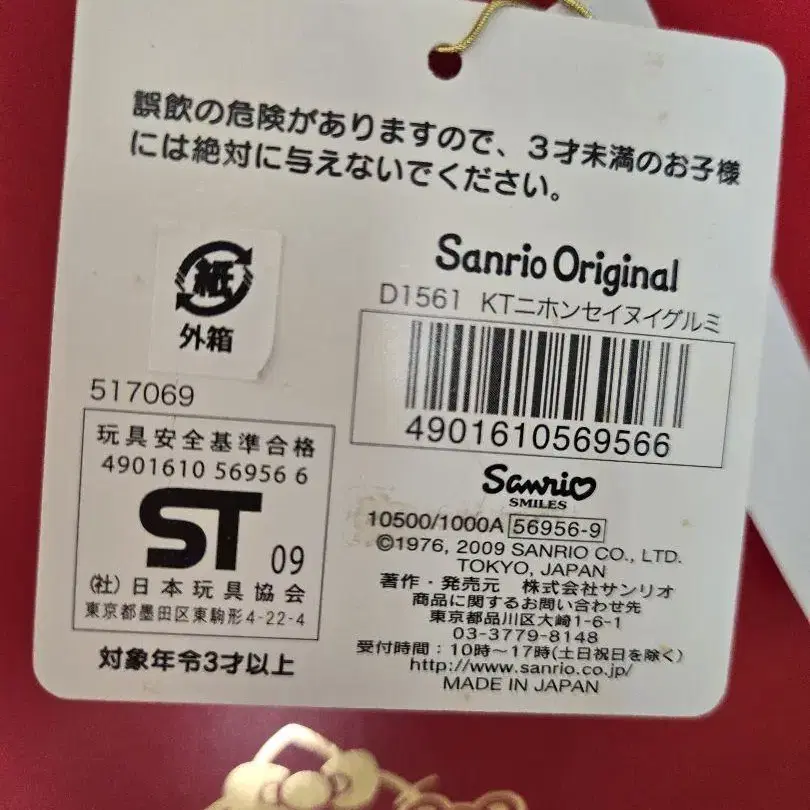 誤飲の危険がありますので、3才未満のお子様
には絶対に与えないでください。
紙
外箱
517069
玩具安全基準合格
4901610 56956 6
ST 09
(社)日本玩具協会
東京都墨田区東駒形4-22-4
対象年令3才以上
Sanrio Original
D1561 KTニホンセイヌイグルミ
4901610569566
Sanrio
SMILES
10500/1000A 56956-9
©1976, 2009 SANRIO CO., LTD.
TOKYO, JAPAN
著作・発売元 株式会社サンリオ
商品に関するお問い合わせ先
東京都品川区大崎1-6-1
03-3779-8148
受付時間:10時~17時(土日祝日を除く)
http://www.sanrio.co.jp/
MADE IN JAPAN